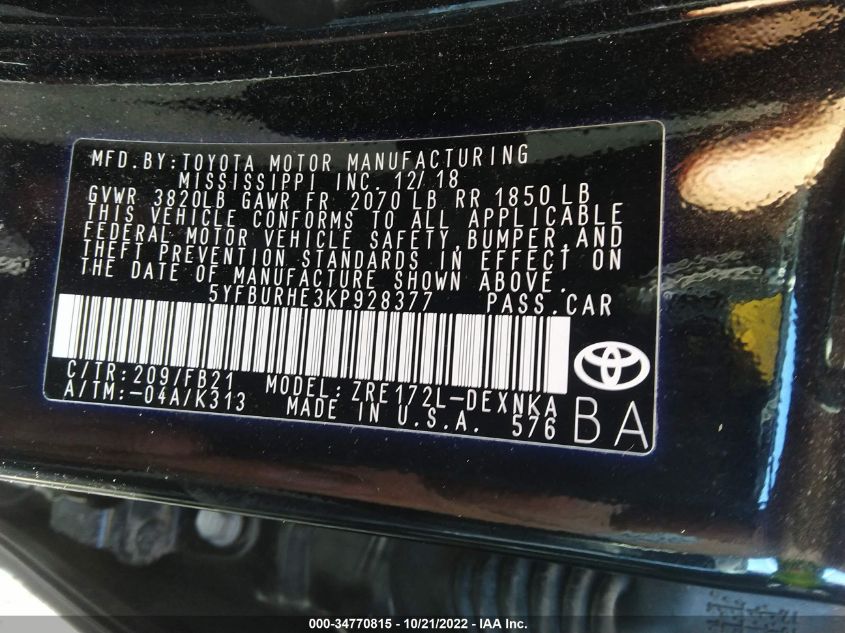 MFD.BY:TOYOTA MOTOR MANUFACTURING
MISSISSIPPI INC. 12/18
GVWR 3820LB GAWR FR 2070LB RR 1850LB
THIS VEHICLE CONFORMS TO ALL APPLICABLE
FEDERAL MOTOR VEHICLE SAFETY,BUMPER,AND
THEFT PREVENTION STANDARDS IN EFFECT ON
THE DATE OF MANUFACTURE SHOWN ABOVE.
5YFBURHE3KP928377 PASS.CAR
C/TR:209/FB21 MODEL:ZRE172L-DEXNKA
A/TM:-04A/K313 MADE IN U.S.A. 576
BA
000-34770815 - 10/21/2022 - IAA Inc.